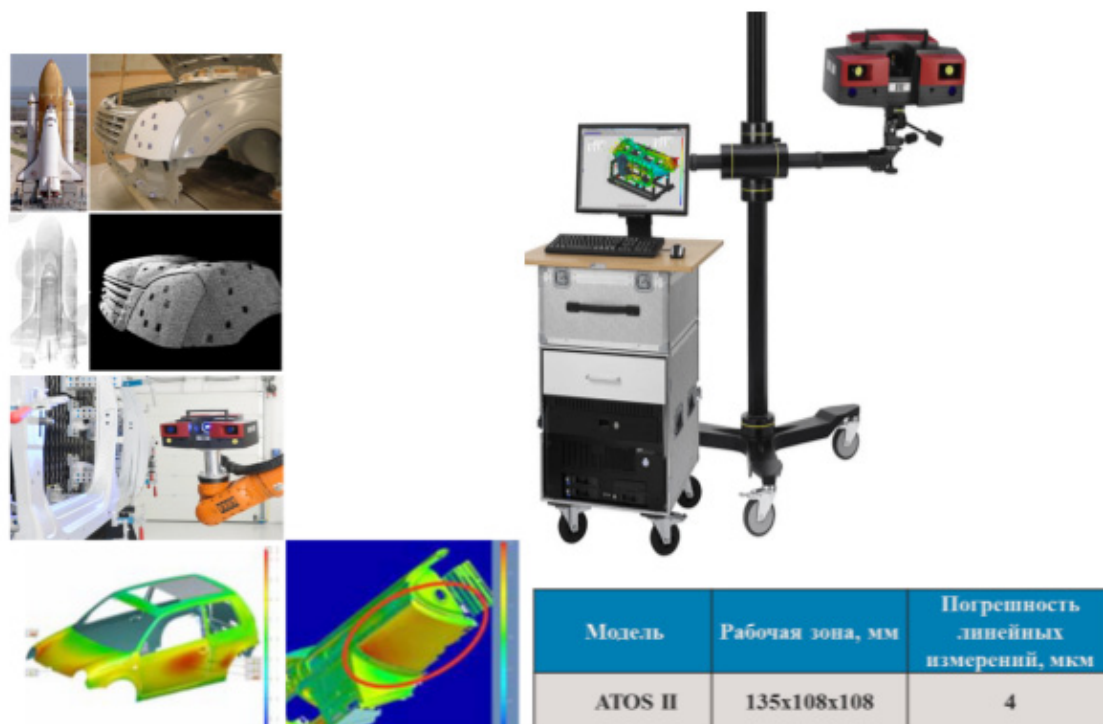 Модель
Рабочая зона, мм
Погрешность
линейных
измерений, мкм
ATOS II
135x108x108
4